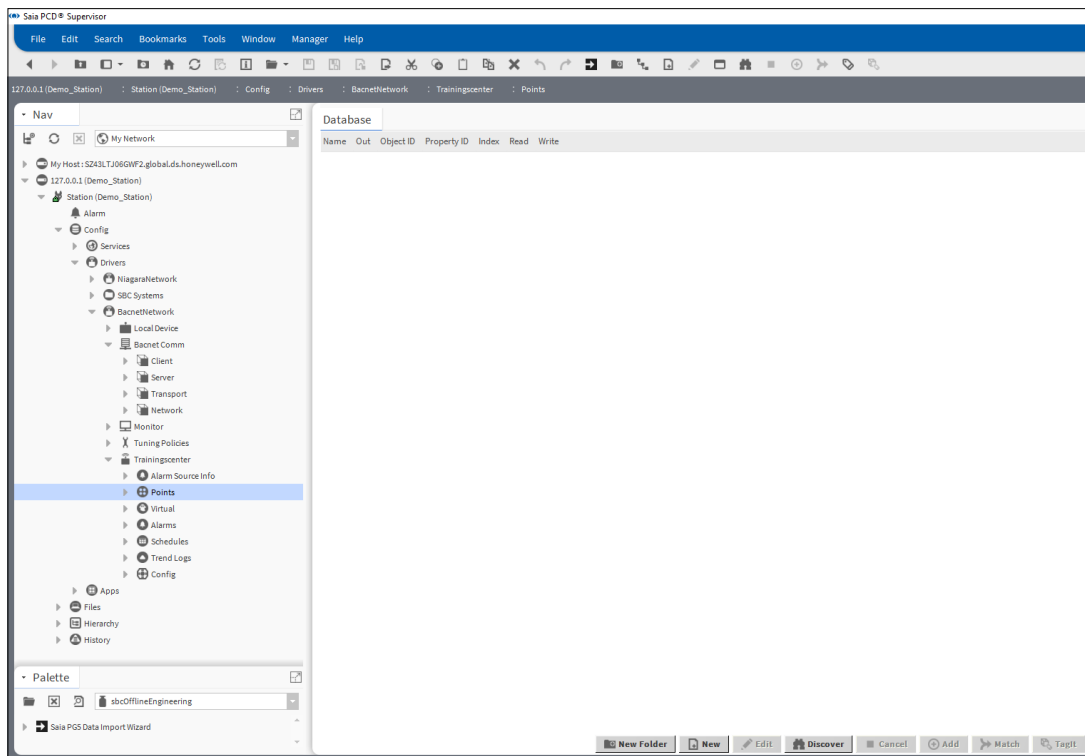 Saia PCD® Supervisor
File Edit Search Bookmarks Tools Window Manager Help
127.0.0.1 (Demo_Station) : Station (Demo_Station) : Config : Drivers : BacnetNetwork : Trainingscenter : Points
Nav
My Network
My Host : SZ43LTJ06GWF2.global.ds.honeywell.com
127.0.0.1 (Demo_Station)
Station (Demo_Station)
Alarm
Config
Services
Drivers
NiagaraNetwork
SBC Systems
BacnetNetwork
Local Device
Bacnet Comm
Client
Server
Transport
Network
Monitor
Tuning Policies
Trainingscenter
Alarm Source Info
Points
Virtual
Alarms
Schedules
Trend Logs
Config
Apps
Files
Hierarchy
History
Palette
sbcOfflineEngineering
Saia PG5 Data Import Wizard
Database
Name Out Object ID Property ID Index Read Write
New Folder New Edit Discover Cancel Add Match TagIt